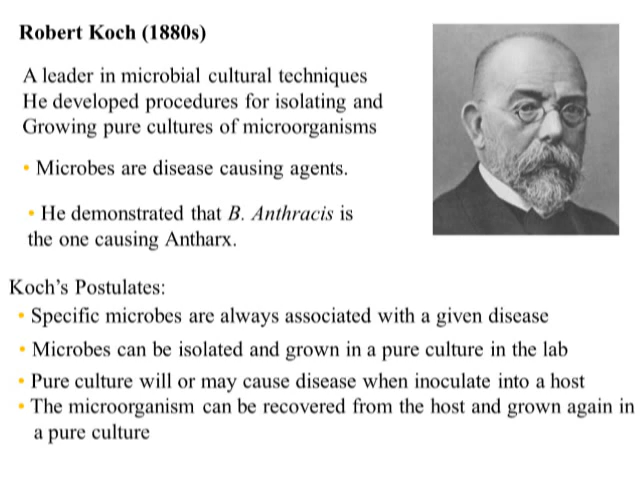 Robert Koch (1880s)
A leader in microbial cultural techniques
He developed procedures for isolating and
Growing pure cultures of microorganisms
• Microbes are disease causing agents.
• He demonstrated that B. Anthracis is
the one causing Antharx.
Koch's Postulates:
• Specific microbes are always associated with a given disease
• Microbes can be isolated and grown in a pure culture in the lab
• Pure culture will or may cause disease when inoculate into a host
• The microorganism can be recovered from the host and grown again in
a pure culture